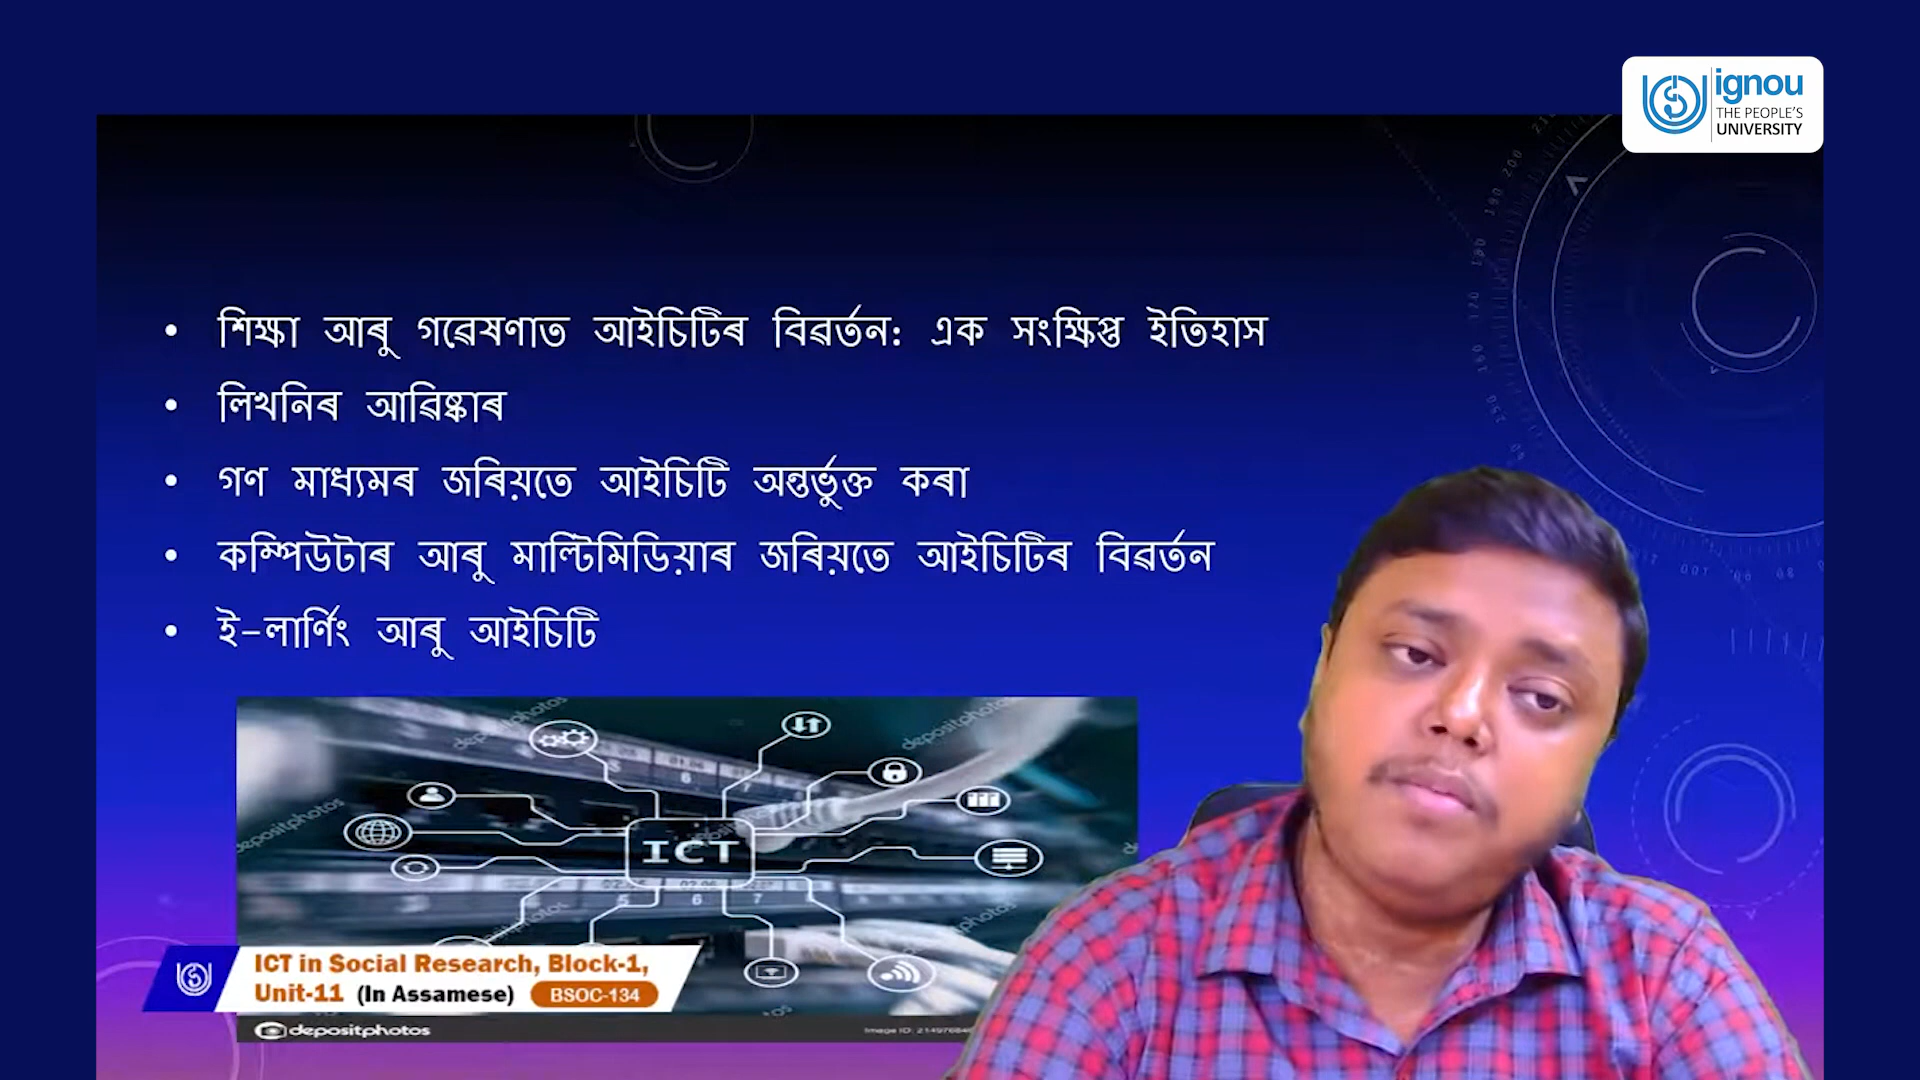 ignou
THE PEOPLE'S
UNIVERSITY
• শিক্ষা আৰু গৱেষণাত আইচিটিৰ বিৱৰ্তন: এক সংক্ষিপ্ত ইতিহাস
• লিখনিৰ আৱিষ্কাৰ
• গণ মাধ্যমৰ জৰিয়তে আইচিটি অন্তৰ্ভুক্ত কৰা
• কম্পিউটাৰ আৰু মাল্টিমিডিয়াৰ জৰিয়তে আইচিটিৰ বিৱৰ্তন
• ই-লাৰ্ণিং আৰু আইচিটি
ICT
ICT in Social Research, Block-1,
Unit-11 (In Assamese) BSOC-134
depositphotos